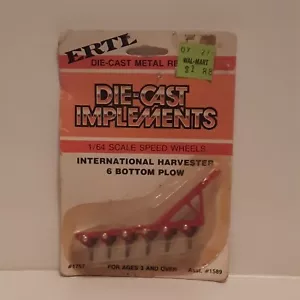 ERTL
DIE-CAST METAL
WAL-MART
DIE-CAST
IMPLEMENTS
1/64 SCALE SPEED WHEELS
INTERNATIONAL HARVESTER
6 BOTTOM PLOW
FOR AGES 3 AND OVER
Asst. #1589